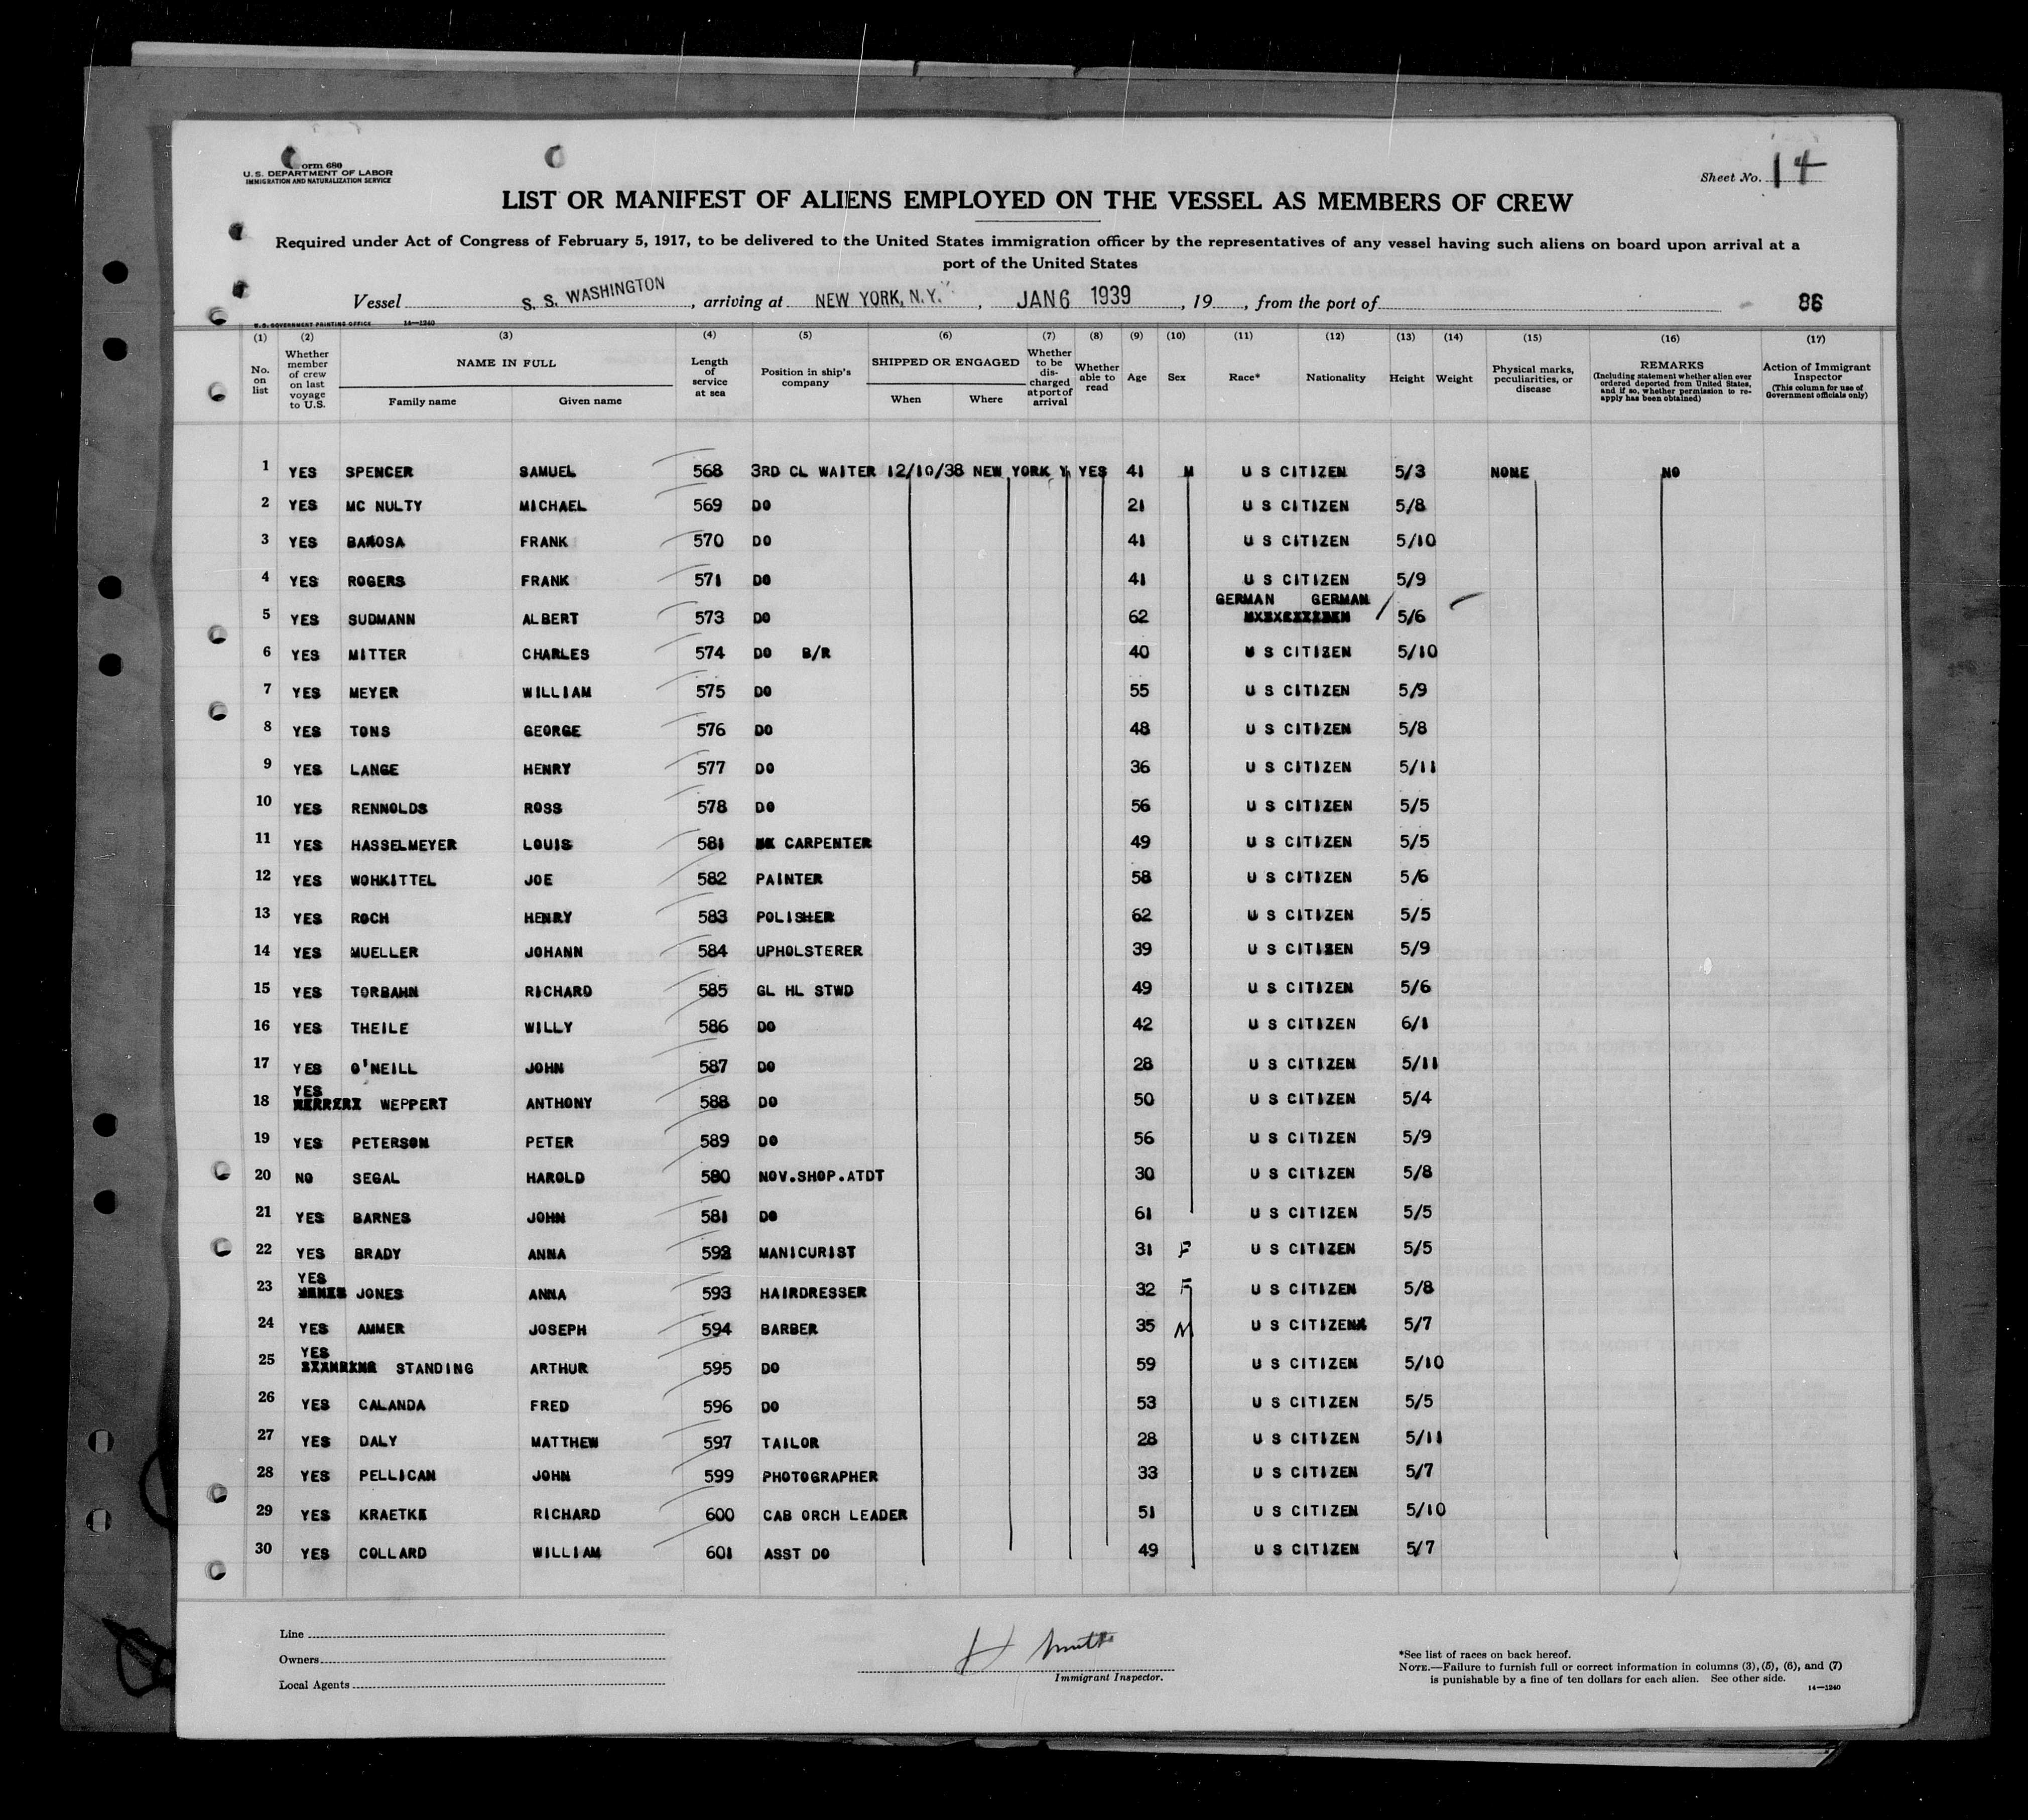 Form 680
U. S. DEPARTMENT OF LABOR
IMMIGRATION AND NATURALIZATION SERVICE
Sheet No. 14
LIST OR MANIFEST OF ALIENS EMPLOYED ON THE VESSEL AS MEMBERS OF CREW
Required under Act of Congress of February 5, 1917, to be delivered to the United States immigration officer by the representatives of any vessel having such aliens on board upon arrival at a
port of the United States
Vessel S. S. WASHINGTON, arriving at NEW YORK, N.Y., JAN 6 1939, 19, from the port of
86
U. S. GOVERNMENT PRINTING OFFICE 14—1240
(1) (2) (3) (4) (5) (6) (7) (8) (9) (10) (11) (12) (13) (14) (15) (16) (17)
No. on list
Whether member of crew on last voyage to U.S.
NAME IN FULL
Family name
Given name
Length of service at sea
Position in ship's company
SHIPPED OR ENGAGED
When
Where
Whether to be discharged at port of arrival
Whether able to read
Age
Sex
Race*
Nationality
Height
Weight
Physical marks, peculiarities, or disease
REMARKS
(Including statement whether alien ever ordered deported from United States, and if so, whether permission to reapply has been obtained)
Action of Immigrant Inspector
(This column for use of Government officials only)
1 YES SPENCER SAMUEL 568 3RD CL WAITER 12/10/38 NEW YORK Y YES 41 M U S CITIZEN 5/3 NONE NO
2 YES MC NULTY MICHAEL 569 DO 21 U S CITIZEN 5/8
3 YES FRANK 570 DO 41 U S CITIZEN 5/10
4 YES ROGERS FRANK 571 DO 41 U S CITIZEN 5/9
GERMAN GERMAN
5 YES SUDMANN ALBERT 573 DO 62 5/6
6 YES MITTER CHARLES 574 DO B/R 40 U S CITIZEN 5/10
7 YES MEYER WILLIAM 575 DO 55 U S CITIZEN 5/9
8 YES TONS GEORGE 576 DO 48 U S CITIZEN 5/8
9 YES LANGE HENRY 577 DO 36 U S CITIZEN 5/11
10 YES RENNOLDS ROSS 578 DO 56 U S CITIZEN 5/5
11 YES HASSELMEYER LOUIS 581 CARPENTER 49 U S CITIZEN 5/5
12 YES WOHKITTEL JOE 582 PAINTER 58 U S CITIZEN 5/6
13 YES ROCH HENRY 583 POLISHER 62 U S CITIZEN 5/5
14 YES MUELLER JOHANN 584 UPHOLSTERER 39 U S CITIZEN 5/9
15 YES TORBAHN RICHARD 585 GL HL STWD 49 U S CITIZEN 5/6
16 YES THEILE WILLY 586 DO 42 U S CITIZEN 6/1
17 YES O'NEILL JOHN 587 DO 28 U S CITIZEN 5/11
YES
18 WEPPERT ANTHONY 588 DO 50 U S CITIZEN 5/4
19 YES PETERSON PETER 589 DO 56 U S CITIZEN 5/9
20 NO SEGAL HAROLD 580 NOV.SHOP.ATDT 30 U S CITIZEN 5/8
21 YES BARNES JOHN 581 DO 61 U S CITIZEN 5/5
22 YES BRADY ANNA 592 MANICURIST 31 F U S CITIZEN 5/5
YES
23 JONES ANNA 593 HAIRDRESSER 32 F U S CITIZEN 5/8
24 YES AMMER JOSEPH 594 BARBER 35 M U S CITIZEN 5/7
YES
25 STANDING ARTHUR 595 DO 59 U S CITIZEN 5/10
26 YES CALANDA FRED 596 DO 53 U S CITIZEN 5/5
27 YES DALY MATTHEW 597 TAILOR 28 U S CITIZEN 5/11
28 YES PELLICAN JOHN 599 PHOTOGRAPHER 33 U S CITIZEN 5/7
29 YES KRAETKE RICHARD 600 CAB ORCH LEADER 51 U S CITIZEN 5/10
30 YES COLLARD WILLIAM 601 ASST DO 49 U S CITIZEN 5/7
Line
Owners
Local Agents
H Smith
Immigrant Inspector.
*See list of races on back hereof.
NOTE.—Failure to furnish full or correct information in columns (3), (5), (6), and (7)
is punishable by a fine of ten dollars for each alien. See other side.
14—1240